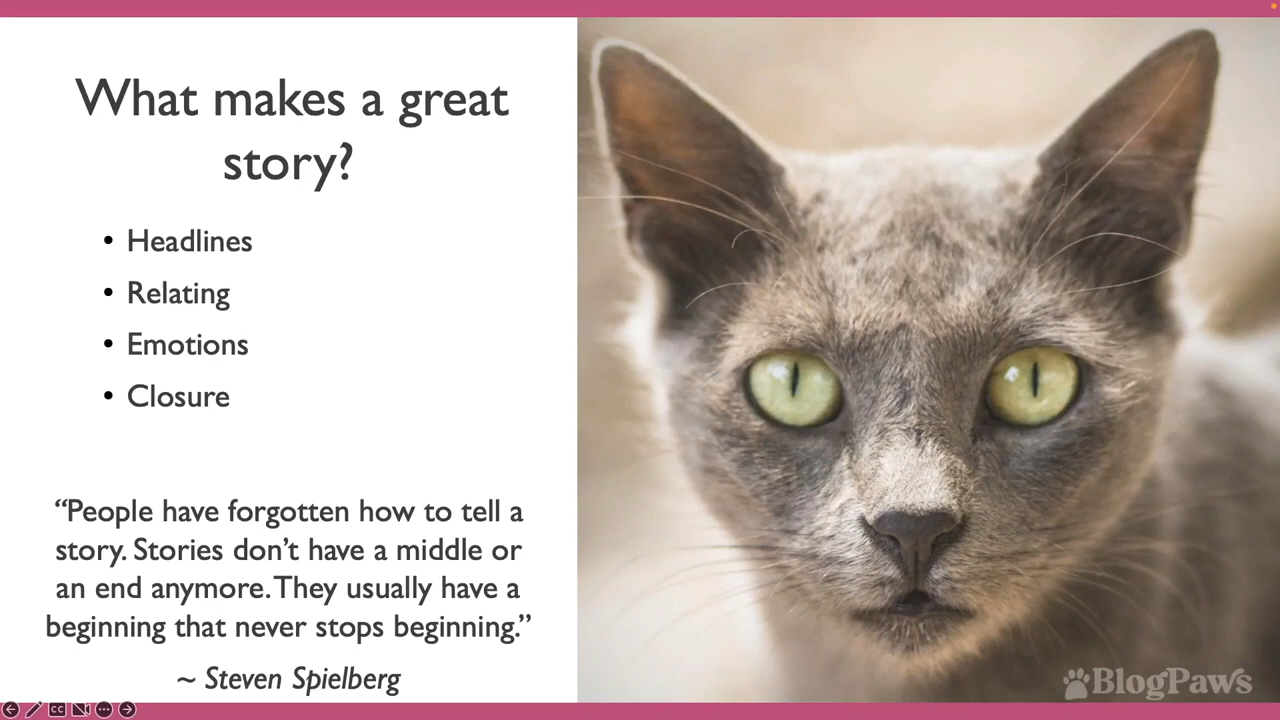 What makes a great
story?
• Headlines
• Relating
• Emotions
• Closure
“People have forgotten how to tell a
story. Stories don’t have a middle or
an end anymore. They usually have a
beginning that never stops beginning.”
~ Steven Spielberg
BlogPaws
CC